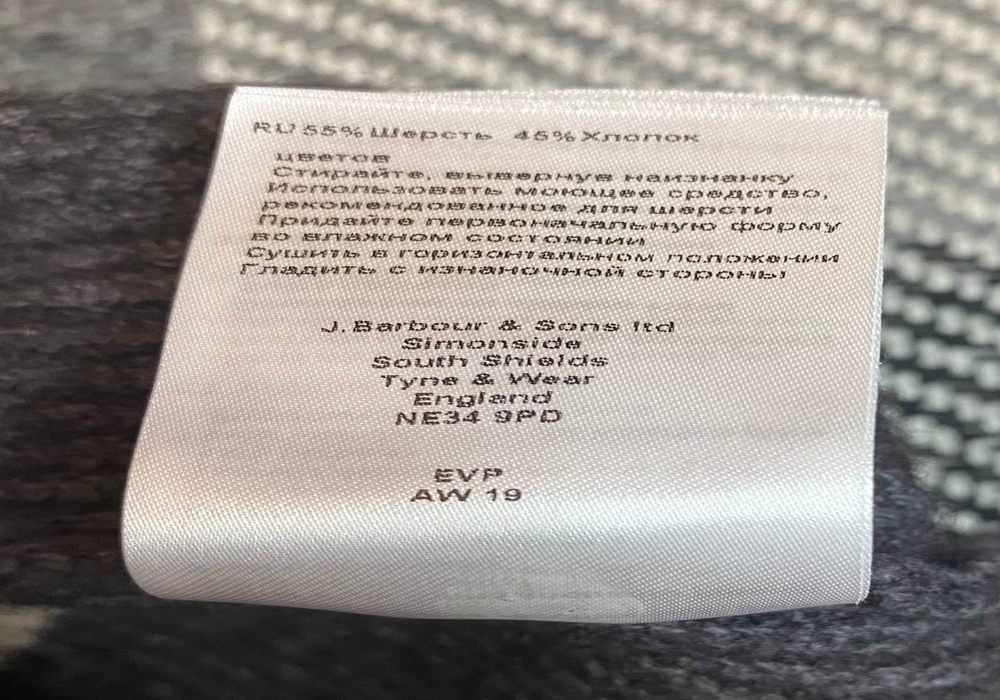 RU 55% Шерсть 45% Хлопок
цветов
Стирайте, вывернув наизнанку
Использовать моющее средство,
рекомендованное для шерсти
Придайте первоначальную форму
во влажном состоянии
Сушить в горизонтальном положении
Гладить с изнаночной стороны
J. Barbour & Sons ltd
Simonside
South Shields
Tyne & Wear
England
NE34 9PD
EVP
AW 19